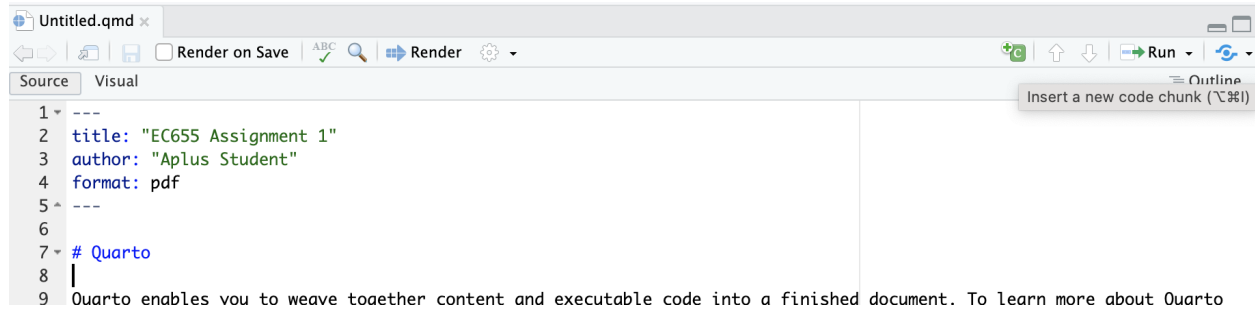 Untitled.qmd
Render on Save ABC Render C Run
Source Visual Outline
Insert a new code chunk (⌥⌘I)
1 ---
2 title: "EC655 Assignment 1"
3 author: "Aplus Student"
4 format: pdf
5 ---
6
7 # Quarto
8
9 Quarto enables you to weave together content and executable code into a finished document. To learn more about Quarto